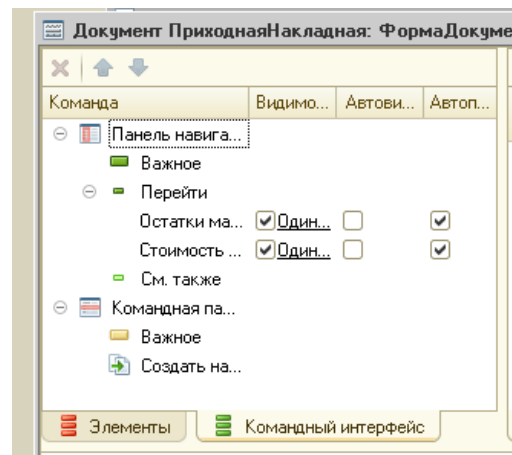 Документ ПриходнаяНакладная: ФормаДокуме
Команда Видимо... Автови... Автоп...
Панель навига...
Важное
Перейти
Остатки ма... Один...
Стоимость ... Один...
См. также
Командная па...
Важное
Создать на...
Элементы Командный интерфейс